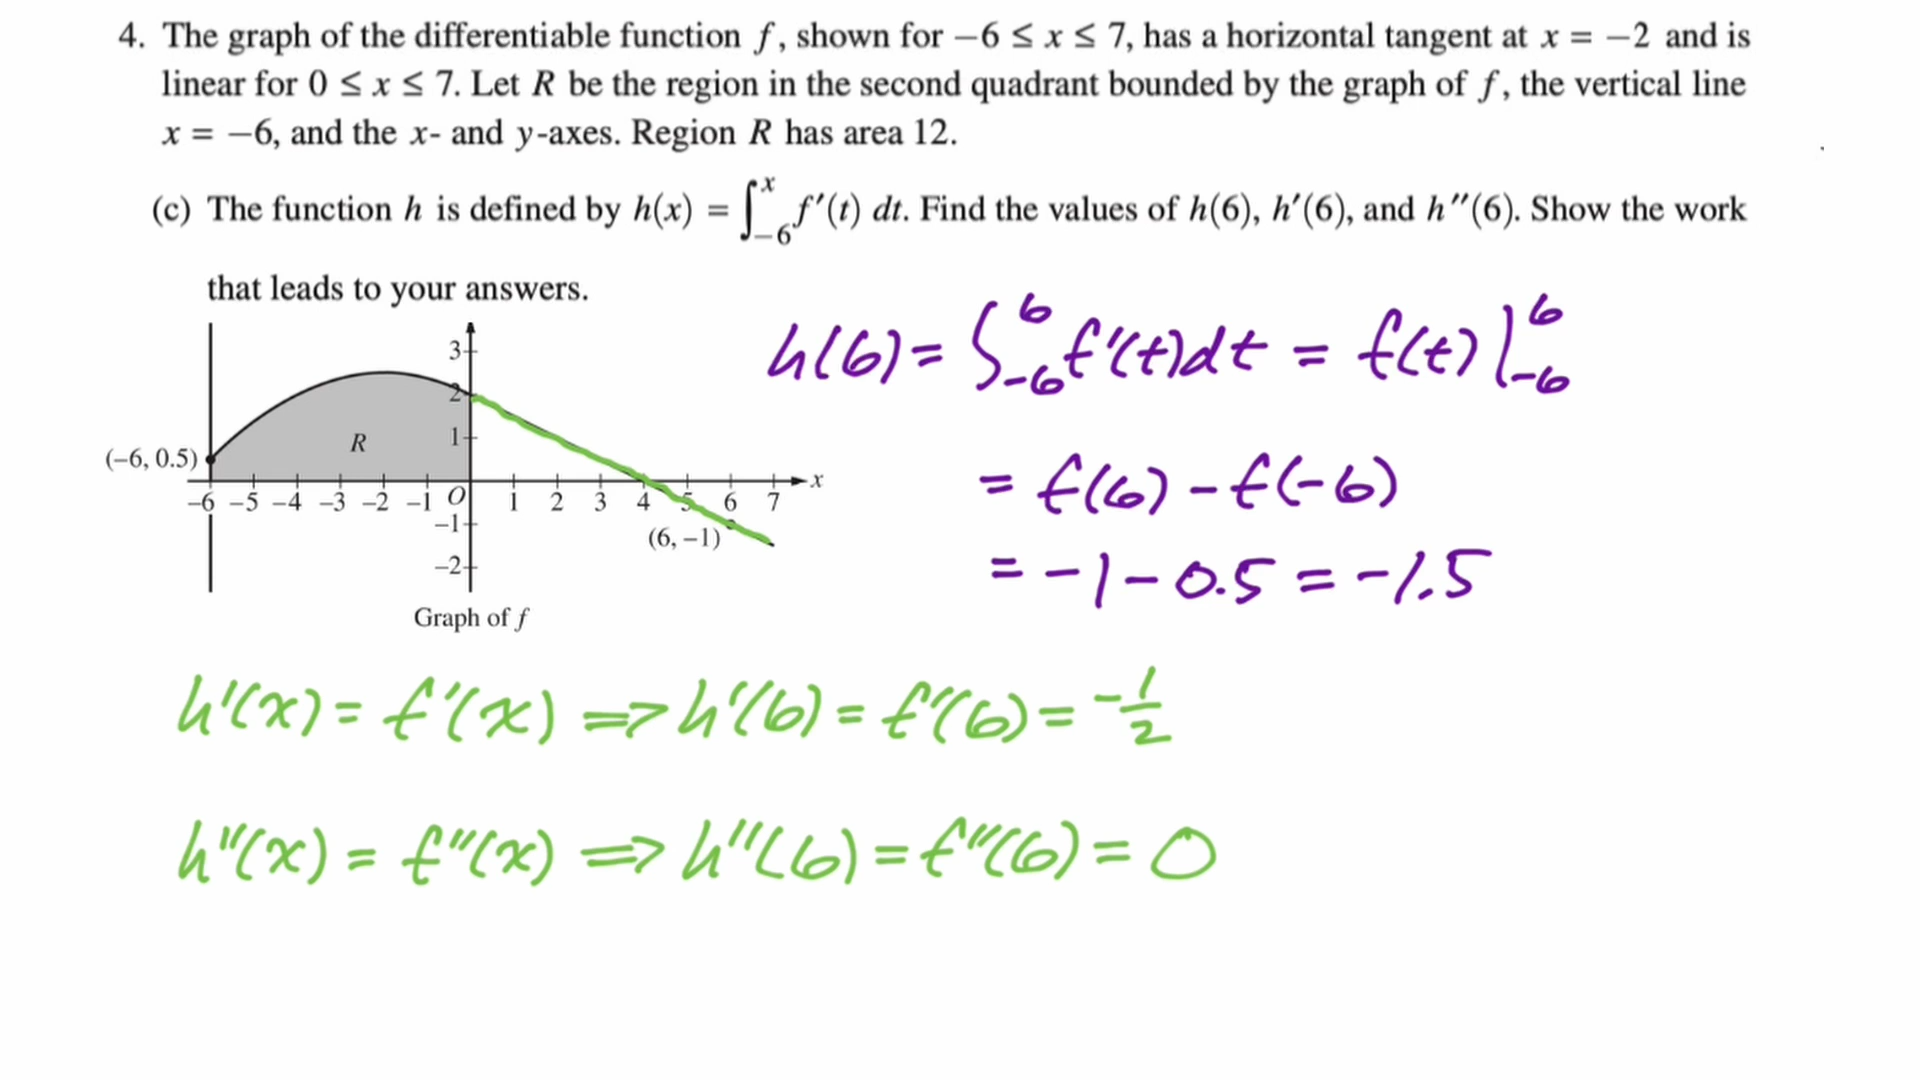 4. The graph of the differentiable function f, shown for −6 ≤ x ≤ 7, has a horizontal tangent at x = −2 and is
linear for 0 ≤ x ≤ 7. Let R be the region in the second quadrant bounded by the graph of f, the vertical line
x = −6, and the x- and y-axes. Region R has area 12.
(c) The function h is defined by h(x) = ∫_{−6}^{x} f′(t) dt. Find the values of h(6), h′(6), and h″(6). Show the work
that leads to your answers.
h(6) = ∫_{-6}^{6} f'(t)dt = f(t) |_{-6}^{6}
3
2
R
1
(−6, 0.5)
x
−6 −5 −4 −3 −2 −1 O 1 2 3 4 5 6 7
= f(6) - f(-6)
−1
(6, −1)
−2
= -1 - 0.5 = -1.5
Graph of f
h'(x) = f'(x) ⇒ h'(6) = f'(6) = -1/2
h"(x) = f"(x) ⇒ h"(6) = f"(6) = 0